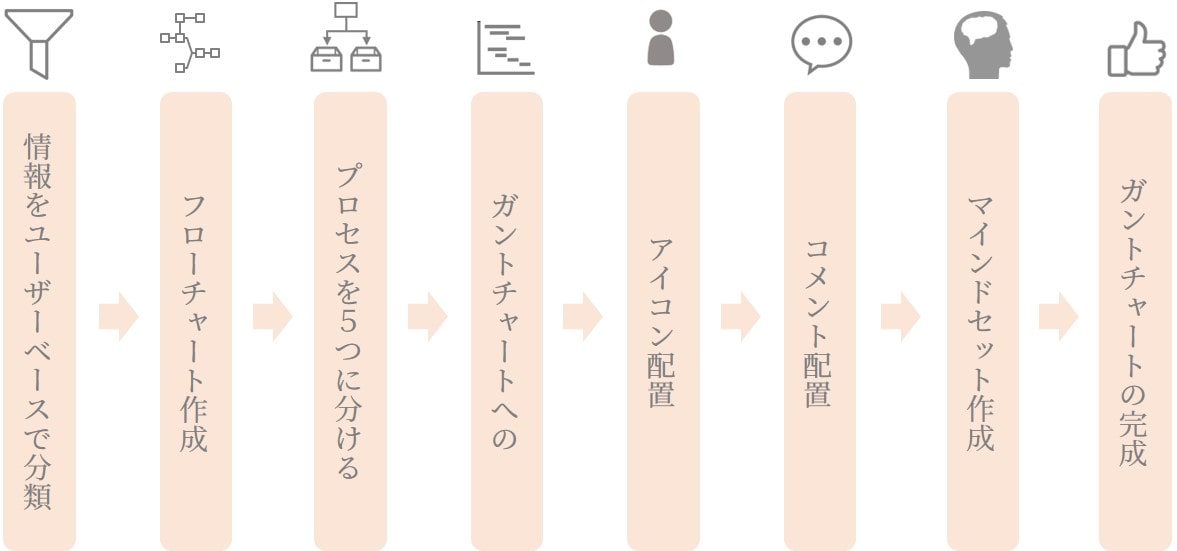 情報をユーザーベースで分類
フローチャート作成
プロセスを５つに分ける
ガントチャートへの
アイコン配置
コメント配置
マインドセット作成
ガントチャートの完成